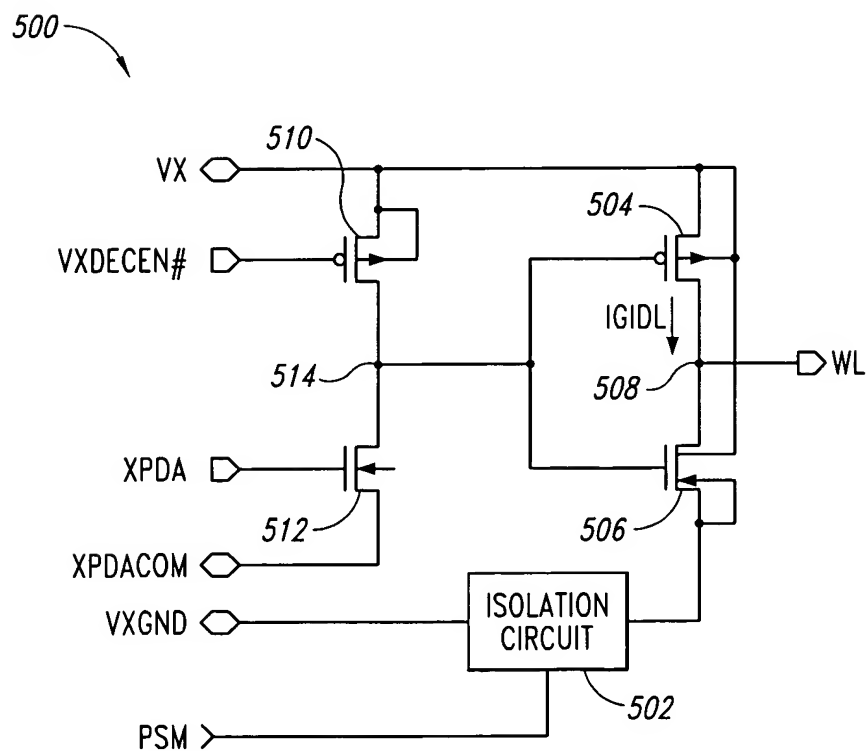 500
510
VX
504
VXDECEN#
IGIDL
514
508
WL
XPDA
512
506
XPDACOM
VXGND
ISOLATION
CIRCUIT
502
PSM